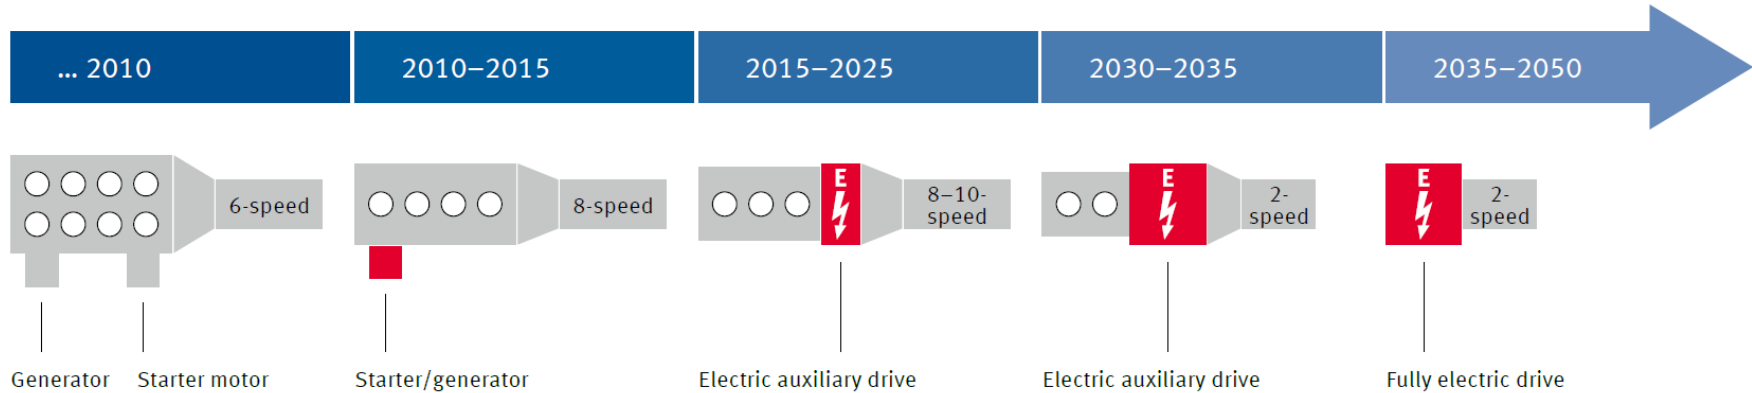 ... 2010
2010–2015
2015–2025
2030–2035
2035–2050
6-speed
8-speed
E
8–10-
speed
E
2-
speed
E
2-
speed
Generator
Starter motor
Starter/generator
Electric auxiliary drive
Electric auxiliary drive
Fully electric drive